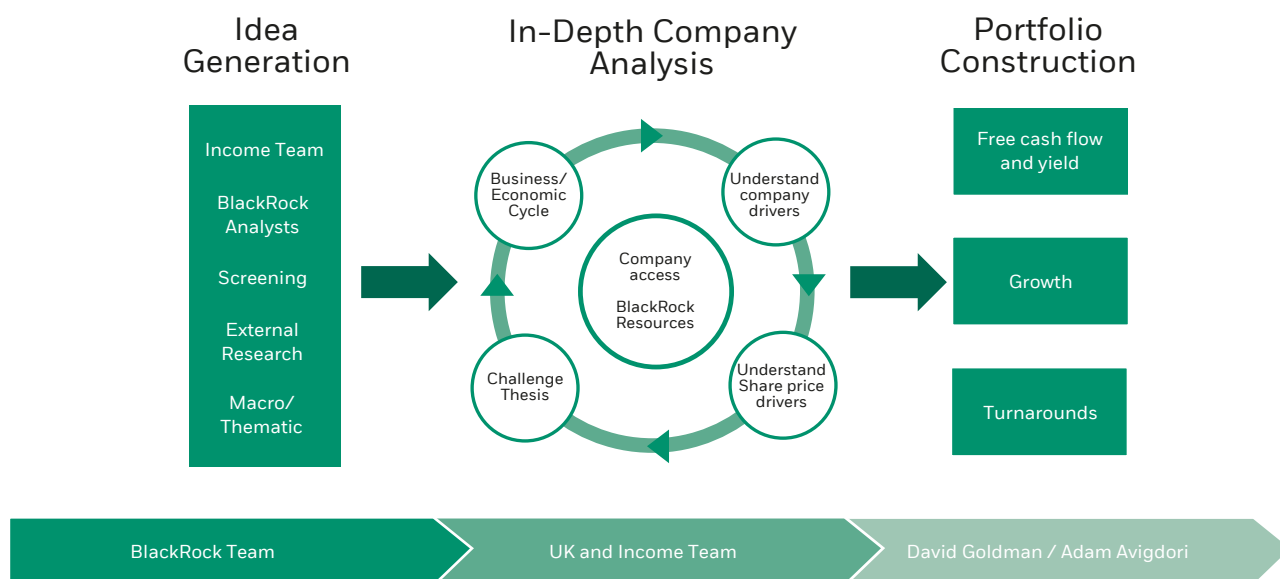 Idea
Generation
In-Depth Company
Analysis
Portfolio
Construction
Income Team
BlackRock
Analysts
Screening
External
Research
Macro/
Thematic
Business/
Economic
Cycle
Understand
company
drivers
Company
access
BlackRock
Resources
Challenge
Thesis
Understand
Share price
drivers
Free cash flow
and yield
Growth
Turnarounds
BlackRock Team
UK and Income Team
David Goldman / Adam Avigdori